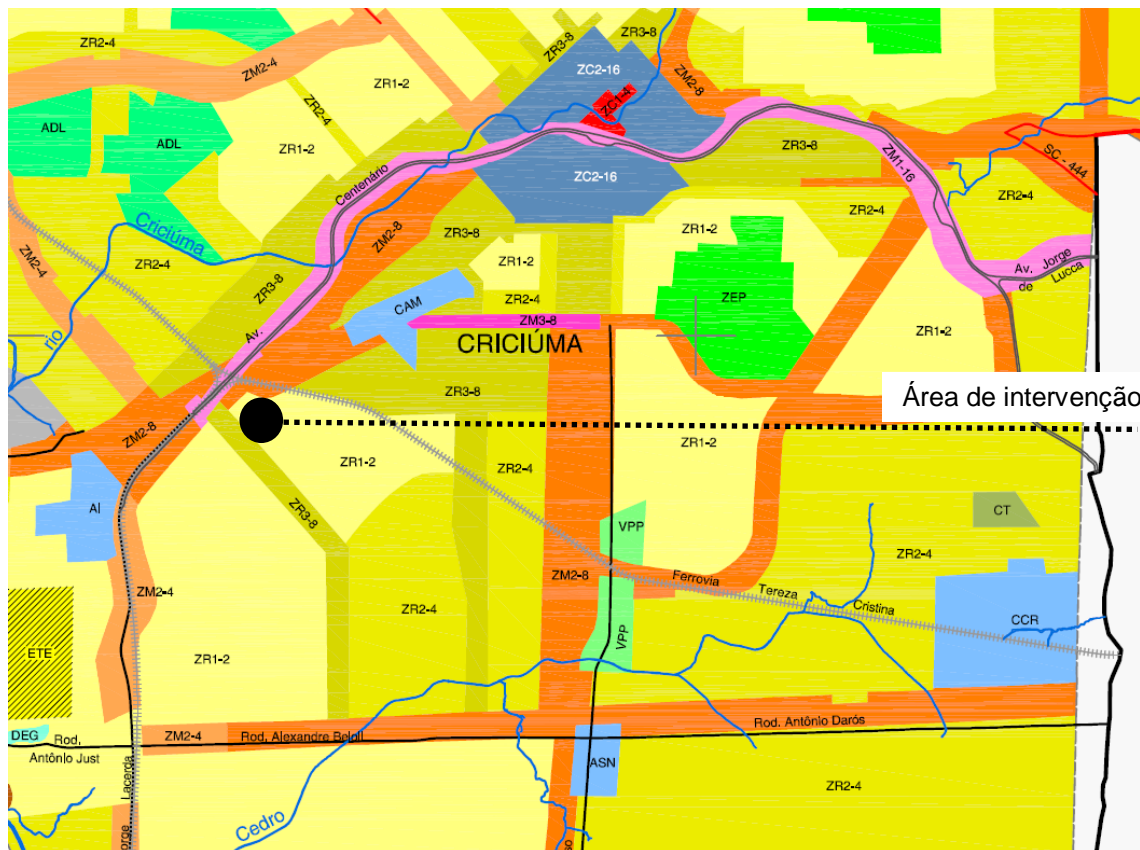 ZR2-4
ZM2-4
ZR1-2
ZR3-8
ZR3-8
ZC2-16
ZM2-8
ZC1-4
ADL
ADL
ZR2-4
ZR1-2
Centenário
ZC2-16
ZR3-8
ZM1-16
SC - 444
ZR2-4
ZR2-4
Criciúma
ZM2-8
ZR3-8
ZR1-2
ZR1-2
ZM2-4
ZR2-4
ZR3-8
CAM
ZR2-4
ZEP
Av. Jorge
de Lucca
rio
Av.
ZM3-8
CRICIÚMA
ZR1-2
ZR3-8
Área de intervenção
ZM2-8
ZR1-2
ZR1-2
ZR2-4
AI
ZR3-8
VPP
CT
ZR2-4
ZM2-4
ZM2-8
Ferrovia
Tereza
Cristina
ZR2-4
CCR
VPP
ETE
ZR1-2
DEG
Rod.
Antônio Just
ZM2-4
Rod. Alexandre Beloli
Rod. Antônio Darós
ASN
Lacerda
Jorge
ZR2-4
Cedro